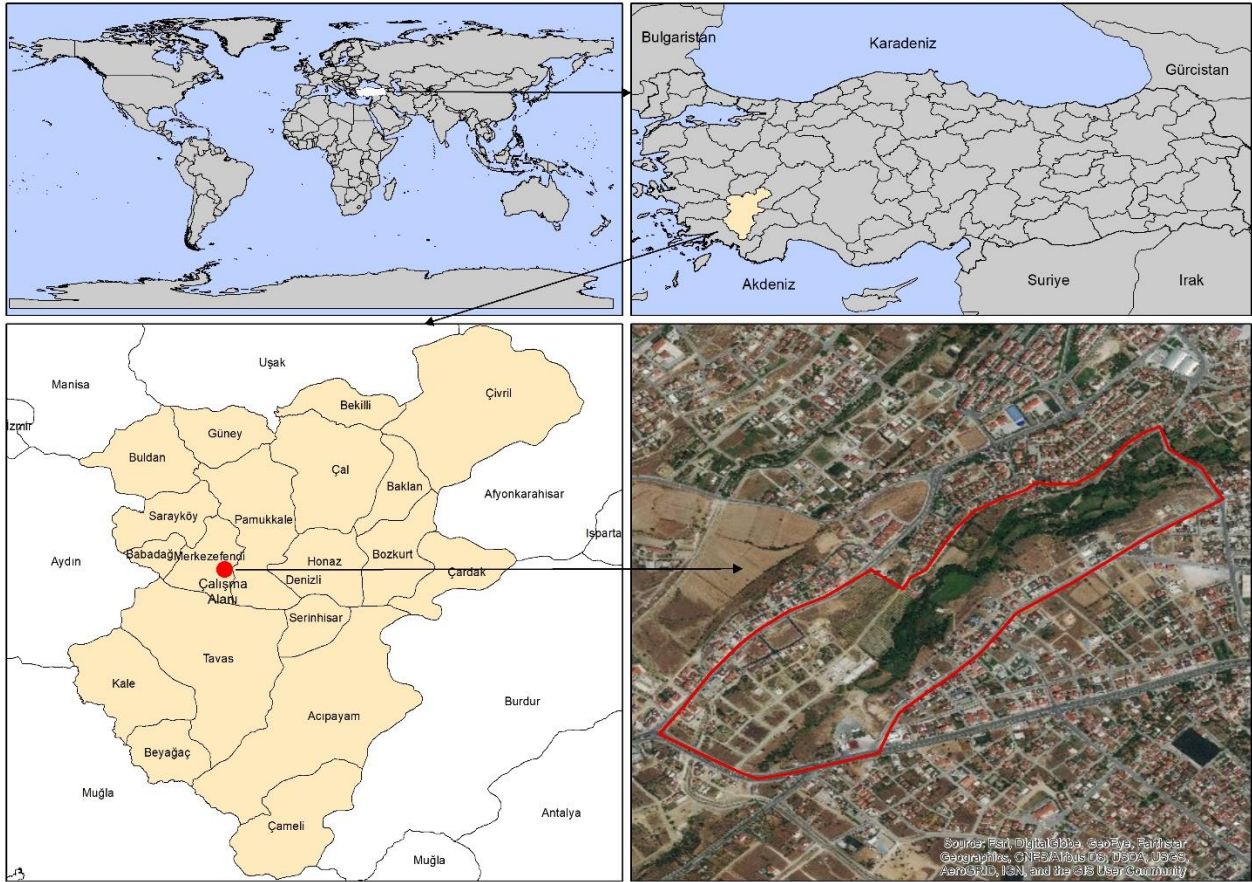 Bulgaristan
Karadeniz
Gürcistan
Akdeniz
Suriye
Irak
Uşak
Manisa
İzmir
Çivril
Bekilli
Güney
Buldan
Çal
Baklan
Afyonkarahisar
Sarayköy
Pamukkale
Isparta
Babadağ
Merkezefendi
Honaz
Bozkurt
Aydın
Çardak
Denizli
Çalışma
Alanı
Serinhisar
Tavas
Kale
Burdur
Acıpayam
Beyağaç
Muğla
Antalya
Çameli
Muğla
Source: Esri, DigitalGlobe, GeoEye, Earthstar
Geographics, CNES/Airbus DS, USDA, USGS,
AeroGRID, IGN, and the GIS User Community